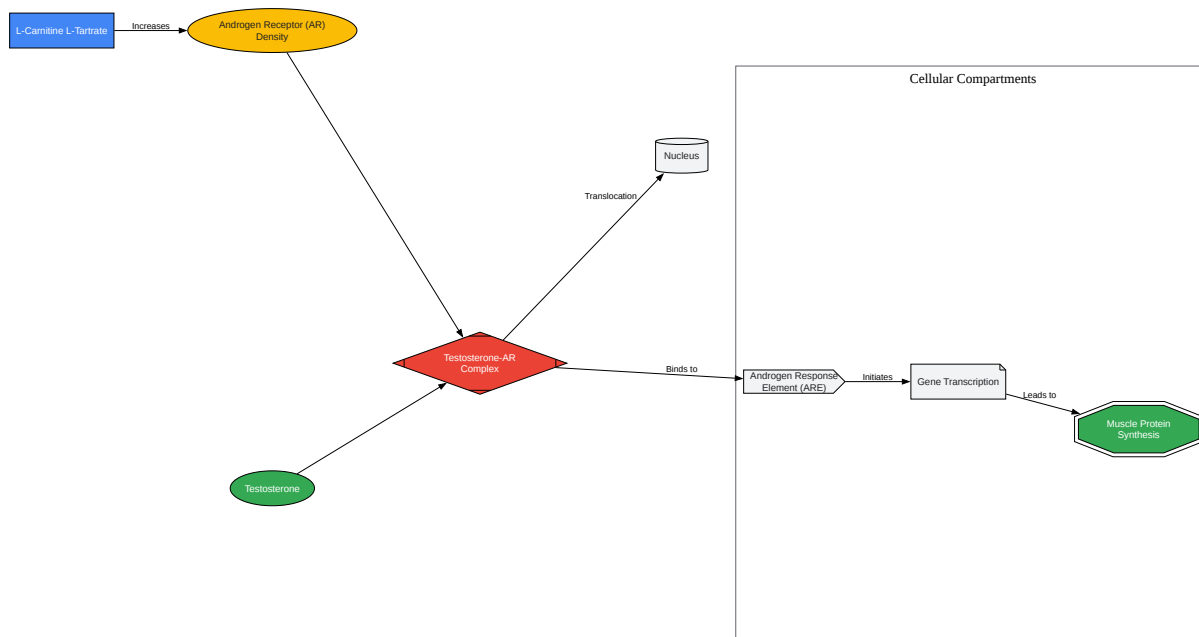 L-Carnitine L-Tartrate
Increases
Androgen Receptor (AR)
Density
Cellular Compartments
Nucleus
Translocation
Testosterone-AR
Complex
Binds to
Androgen Response
Element (ARE)
Initiates
Gene Transcription
Leads to
Muscle Protein
Synthesis
Testosterone